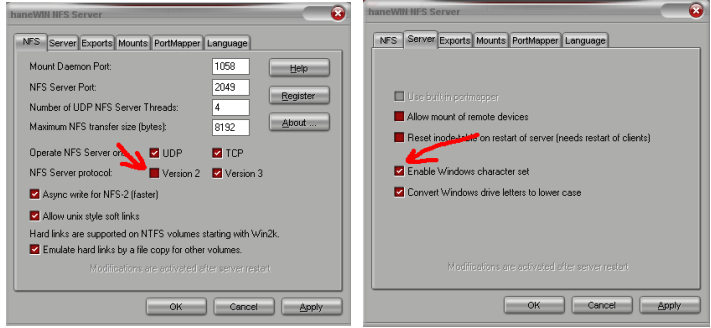 haneWIN NFS Server
NFS Server Exports Mounts PortMapper Language
Mount Daemon Port: 1058 Help
NFS Server Port: 2049 Register
Number of UDP NFS Server Threads: 4
Maximum NFS transfer size (bytes): 8192 About ...
Operate NFS Server on: UDP TCP
NFS Server protocol: Version 2 Version 3
Async write for NFS-2 (faster)
Allow unix style soft links
Hard links are supported on NTFS volumes starting with Win2k.
Emulate hard links by a file copy for other volumes.
Modifications are activated after server restart
OK Cancel Apply
haneWIN NFS Server
NFS Server Exports Mounts PortMapper Language
Use built-in portmapper
Allow mount of remote devices
Reset inode-table on restart of server (needs restart of clients)
Enable Windows character set
Convert Windows drive letters to lower case
Modifications are activated after server restart
OK Cancel Apply